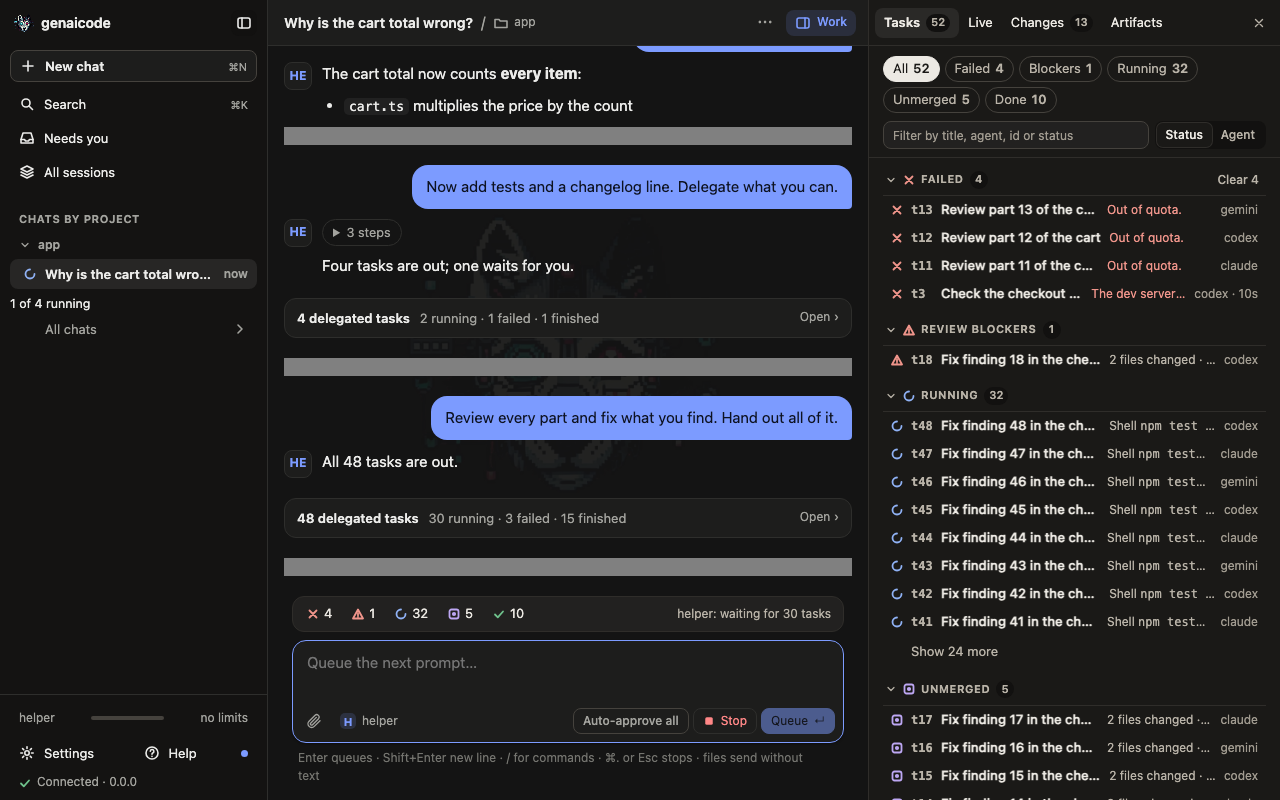 genaicode
New chat ⌘N
Search ⌘K
Needs you
All sessions
CHATS BY PROJECT
app
Why is the cart total wro... now
1 of 4 running
All chats
helper no limits
Settings Help
Connected · 0.0.0
Why is the cart total wrong? / app
··· Work
HE The cart total now counts every item:
• cart.ts multiplies the price by the count
Now add tests and a changelog line. Delegate what you can.
HE 3 steps
Four tasks are out; one waits for you.
4 delegated tasks 2 running · 1 failed · 1 finished Open ›
Review every part and fix what you find. Hand out all of it.
HE All 48 tasks are out.
48 delegated tasks 30 running · 3 failed · 15 finished Open ›
4 1 32 5 10 helper: waiting for 30 tasks
Queue the next prompt...
H helper Auto-approve all Stop Queue
Enter queues · Shift+Enter new line · / for commands · ⌘. or Esc stops · files send without
text
Tasks 52 Live Changes 13 Artifacts
All 52 Failed 4 Blockers 1 Running 32
Unmerged 5 Done 10
Filter by title, agent, id or status Status Agent
FAILED 4 Clear 4
t13 Review part 13 of the c... Out of quota. gemini
t12 Review part 12 of the cart Out of quota. codex
t11 Review part 11 of the c... Out of quota. claude
t3 Check the checkout ... The dev server... codex · 10s
REVIEW BLOCKERS 1
t18 Fix finding 18 in the che... 2 files changed · ... codex
RUNNING 32
t48 Fix finding 48 in the ch... Shell npm test ... codex
t47 Fix finding 47 in the ch... Shell npm test... claude
t46 Fix finding 46 in the ch... Shell npm test... gemini
t45 Fix finding 45 in the ch... Shell npm test ... codex
t44 Fix finding 44 in the ch... Shell npm test... claude
t43 Fix finding 43 in the ch... Shell npm test... gemini
t42 Fix finding 42 in the ch... Shell npm test ... codex
t41 Fix finding 41 in the ch... Shell npm test... claude
Show 24 more
UNMERGED 5
t17 Fix finding 17 in the ch... 2 files changed ·... claude
t16 Fix finding 16 in the ch... 2 files changed ·... gemini
t15 Fix finding 15 in the che... 2 files changed · ... codex